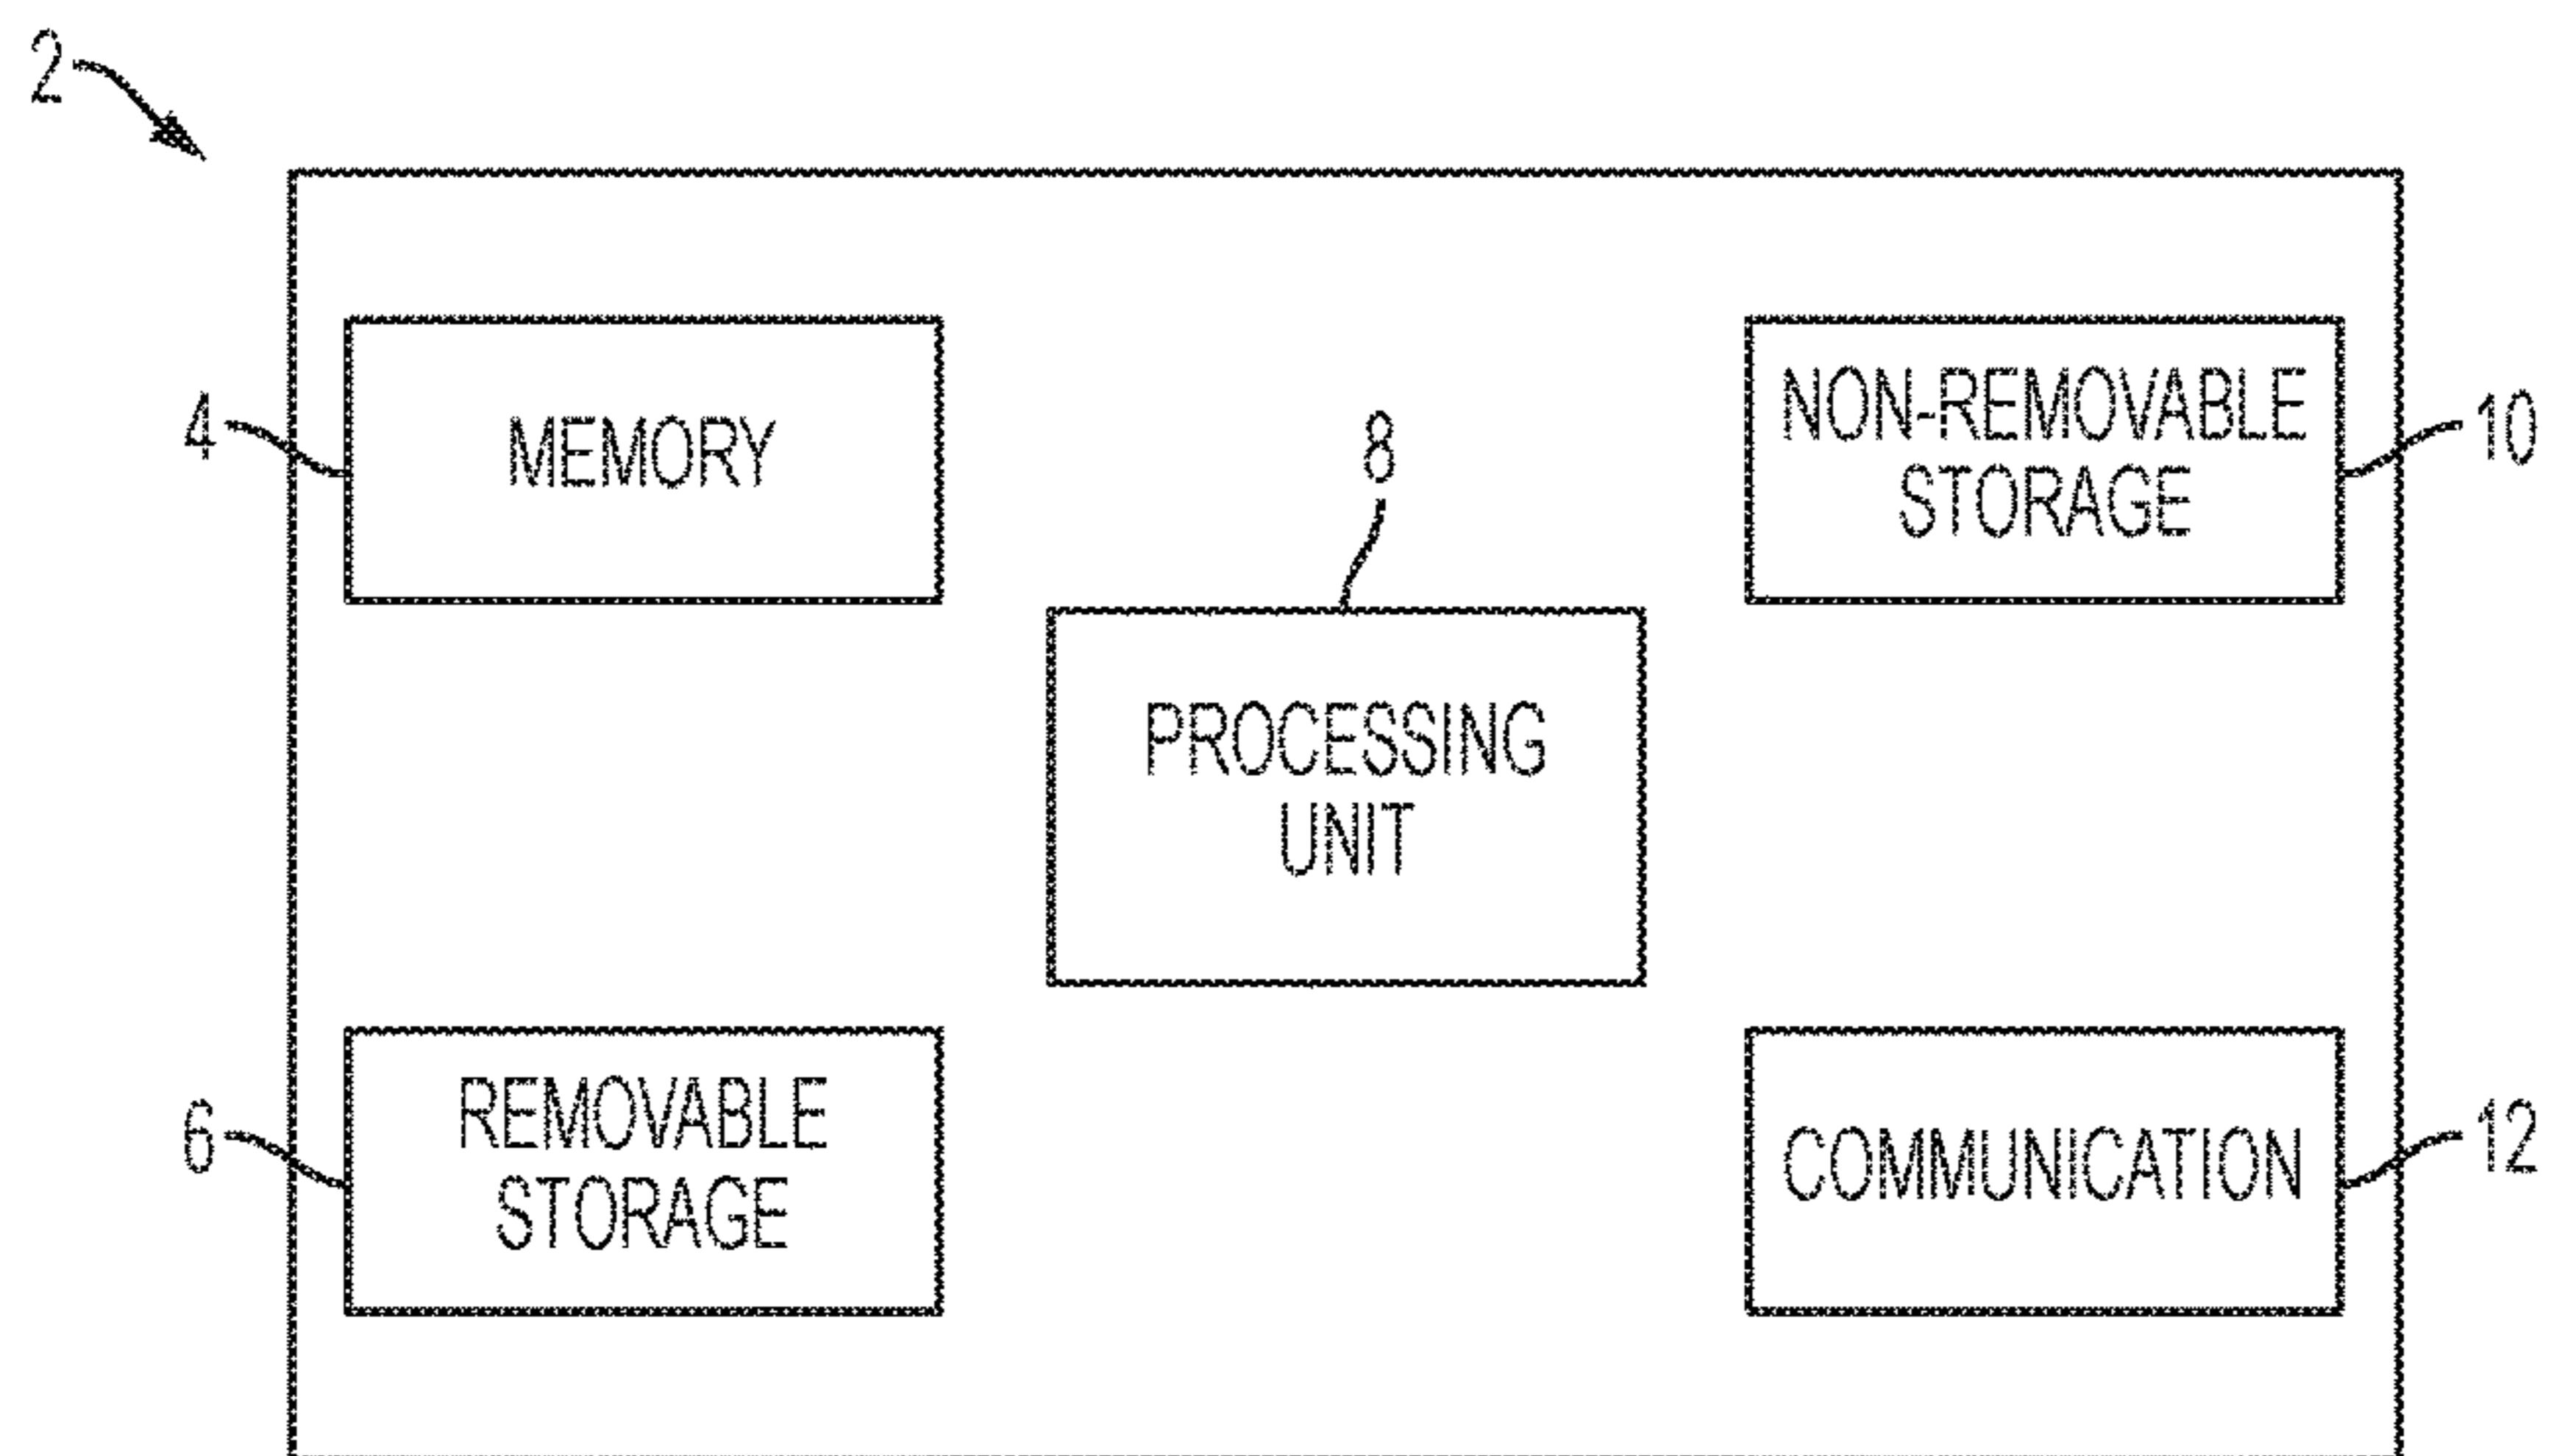 2
4
MEMORY
8
NON-REMOVABLE
STORAGE
10
PROCESSING
UNIT
6
REMOVABLE
STORAGE
COMMUNICATION
12